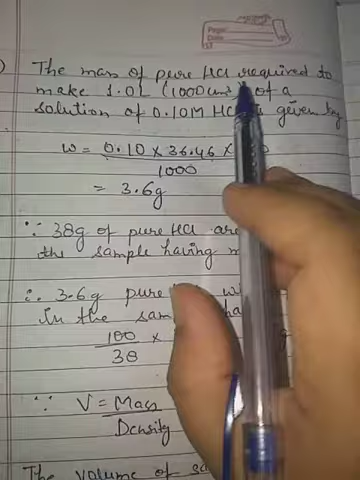 Page:
Date
The mass of pure HCl required to
make 1.0L (1000cm³) of a
solution of 0.10M HCl is given by
W = 0.10 × 36.46 ×
1000
= 3.6g
∵ 38g of pure HCl are
the sample having
∴ 3.6g pure
In the
100 ×
38
∵ V = Mass
Density
The volume of